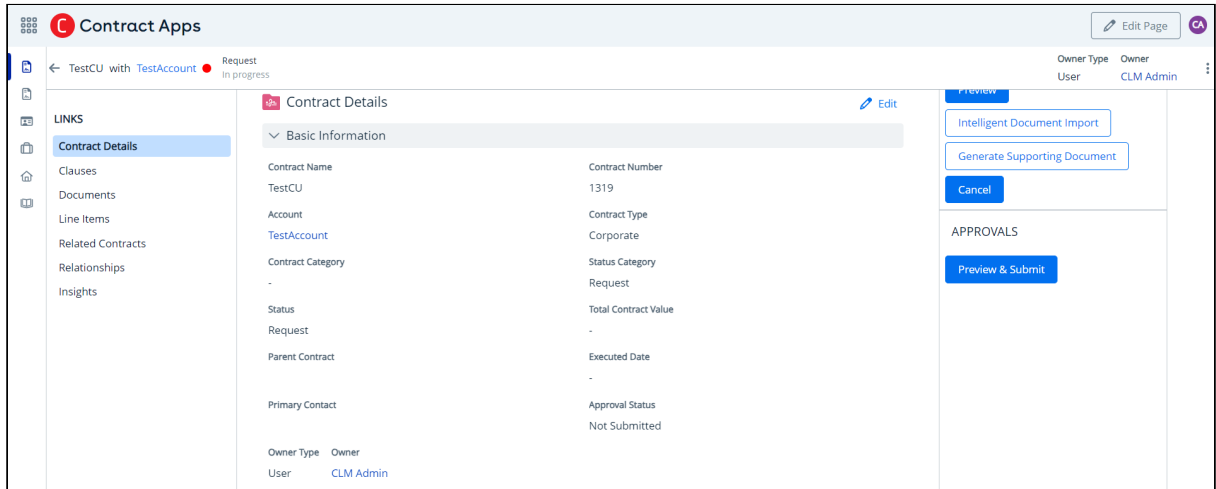 Contract Apps
Edit Page
CA
TestCU with TestAccount
Request
In progress
Owner Type Owner
User CLM Admin
LINKS
Contract Details
Clauses
Documents
Line Items
Related Contracts
Relationships
Insights
Contract Details
Edit
Basic Information
Contract Name
TestCU
Contract Number
1319
Account
TestAccount
Contract Type
Corporate
Contract Category
-
Status Category
Request
Status
Request
Total Contract Value
-
Parent Contract
Executed Date
-
Primary Contact
Approval Status
Not Submitted
Owner Type Owner
User CLM Admin
Preview
Intelligent Document Import
Generate Supporting Document
Cancel
APPROVALS
Preview & Submit